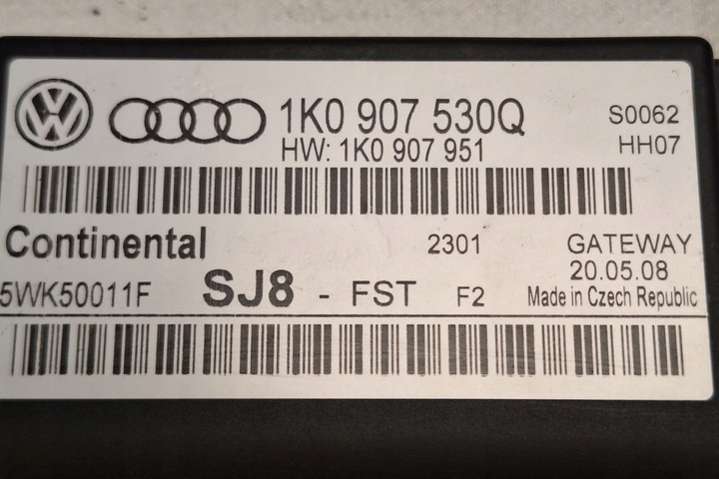 1K0 907 530Q
HW: 1K0 907 951
S0062
HH07
Continental 2301 GATEWAY
20.05.08
5WK50011F SJ8 - FST F2 Made in Czech Republic